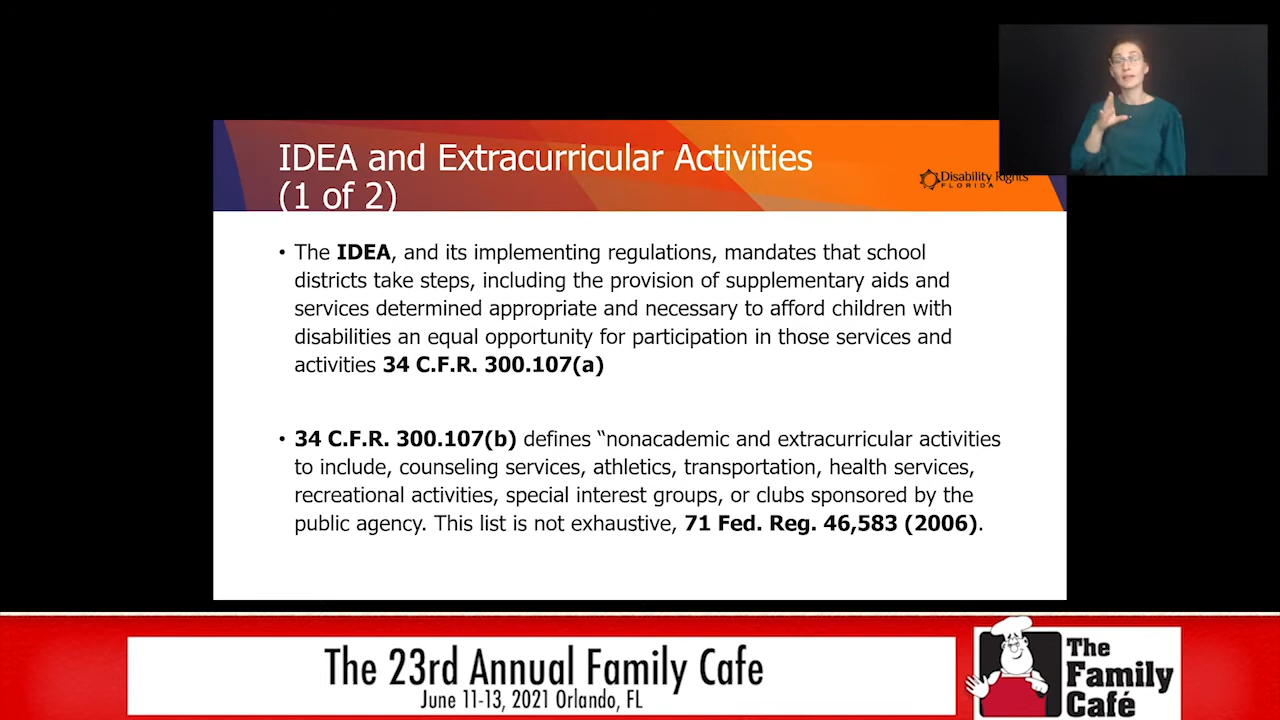 IDEA and Extracurricular Activities
(1 of 2)
Disability Rights
FLORIDA
• The IDEA, and its implementing regulations, mandates that school
districts take steps, including the provision of supplementary aids and
services determined appropriate and necessary to afford children with
disabilities an equal opportunity for participation in those services and
activities 34 C.F.R. 300.107(a)
• 34 C.F.R. 300.107(b) defines “nonacademic and extracurricular activities
to include, counseling services, athletics, transportation, health services,
recreational activities, special interest groups, or clubs sponsored by the
public agency. This list is not exhaustive, 71 Fed. Reg. 46,583 (2006).
The 23rd Annual Family Cafe
June 11-13, 2021 Orlando, FL
The
Family
Café